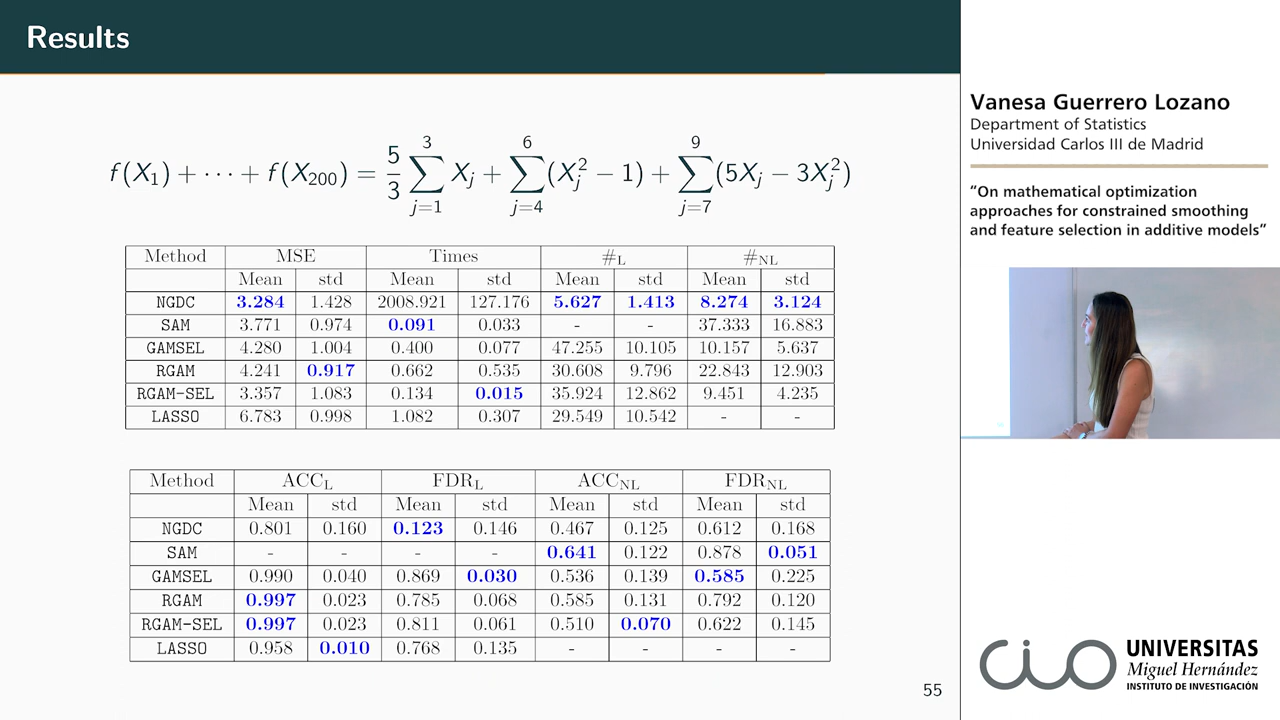 Results
f(X₁) + ⋯ + f(X₂₀₀) = 5/3 ∑_{j=1}^{3} Xⱼ + ∑_{j=4}^{6} (Xⱼ² − 1) + ∑_{j=7}^{9} (5Xⱼ − 3Xⱼ²)
Method MSE Times #L #NL
Mean std Mean std Mean std Mean std
NGDC 3.284 1.428 2008.921 127.176 5.627 1.413 8.274 3.124
SAM 3.771 0.974 0.091 0.033 - - 37.333 16.883
GAMSEL 4.280 1.004 0.400 0.077 47.255 10.105 10.157 5.637
RGAM 4.241 0.917 0.662 0.535 30.608 9.796 22.843 12.903
RGAM-SEL 3.357 1.083 0.134 0.015 35.924 12.862 9.451 4.235
LASSO 6.783 0.998 1.082 0.307 29.549 10.542 - -
Method ACCL FDRL ACCNL FDRNL
Mean std Mean std Mean std Mean std
NGDC 0.801 0.160 0.123 0.146 0.467 0.125 0.612 0.168
SAM - - - - 0.641 0.122 0.878 0.051
GAMSEL 0.990 0.040 0.869 0.030 0.536 0.139 0.585 0.225
RGAM 0.997 0.023 0.785 0.068 0.585 0.131 0.792 0.120
RGAM-SEL 0.997 0.023 0.811 0.061 0.510 0.070 0.622 0.145
LASSO 0.958 0.010 0.768 0.135 - - - -
55
Vanesa Guerrero Lozano
Department of Statistics
Universidad Carlos III de Madrid
“On mathematical optimization
approaches for constrained smoothing
and feature selection in additive models”
CIO
UNIVERSITAS
Miguel Hernández
INSTITUTO DE INVESTIGACIÓN